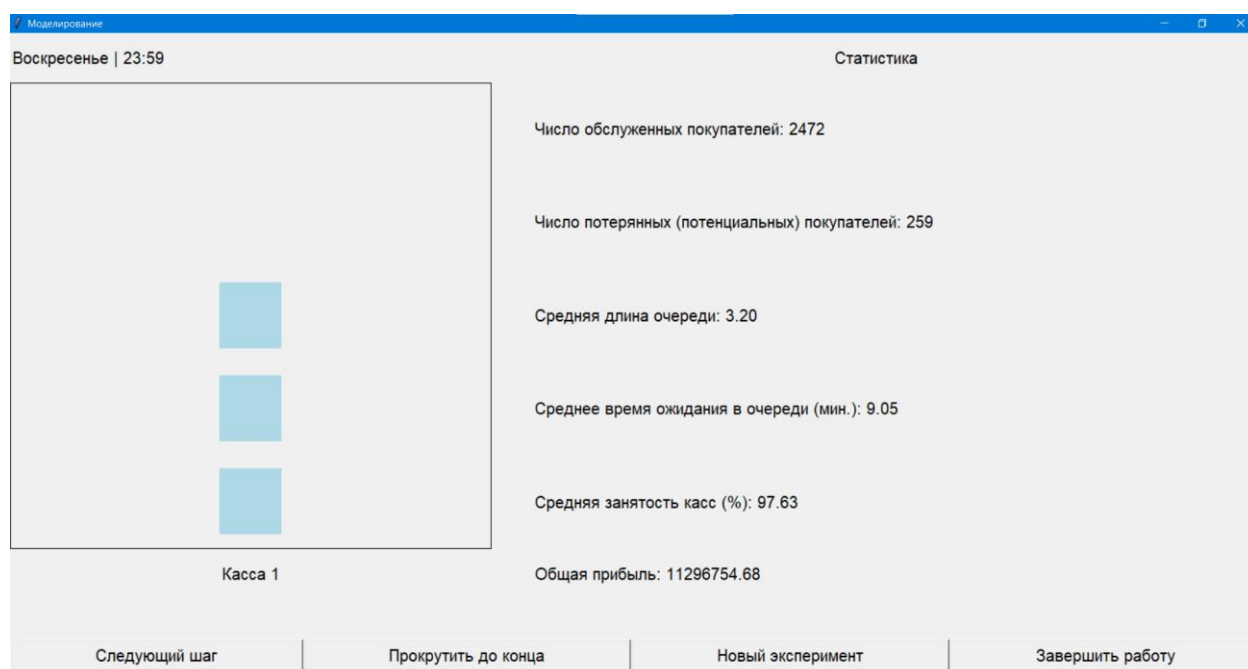 Моделирование
Воскресенье | 23:59
Статистика
Число обслуженных покупателей: 2472
Число потерянных (потенциальных) покупателей: 259
Средняя длина очереди: 3.20
Среднее время ожидания в очереди (мин.): 9.05
Средняя занятость касс (%): 97.63
Касса 1
Общая прибыль: 11296754.68
Следующий шаг
Прокрутить до конца
Новый эксперимент
Завершить работу